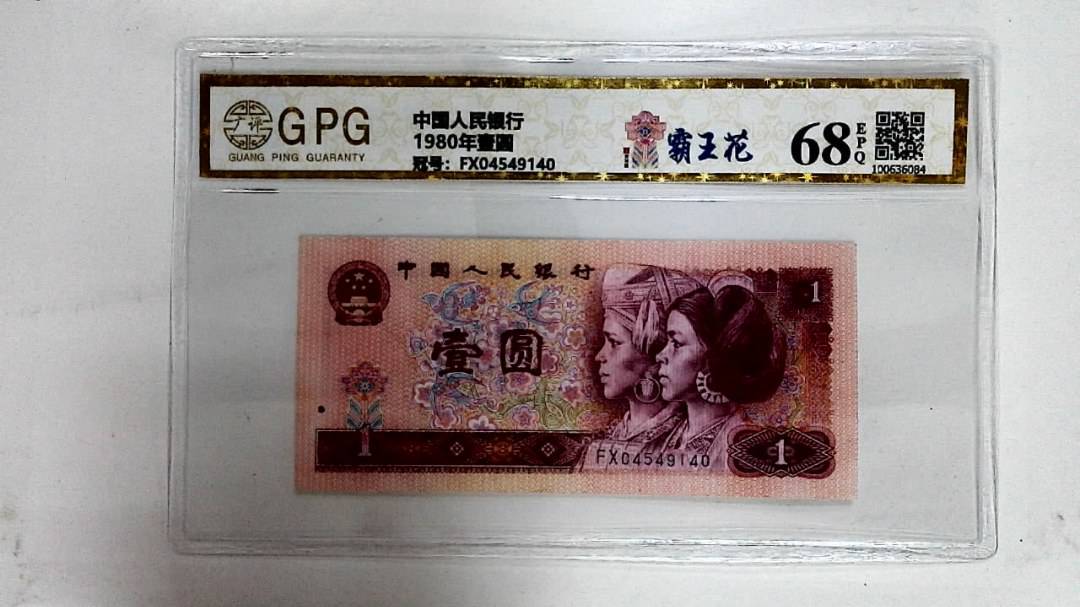 广评
GPG
GUANG PING GUARANTY
中国人民银行
1980年壹圆
冠号：FX04549140
霸王花
68
EPQ
100636084
中国人民银行
1
壹圆
1
FX04549140
1